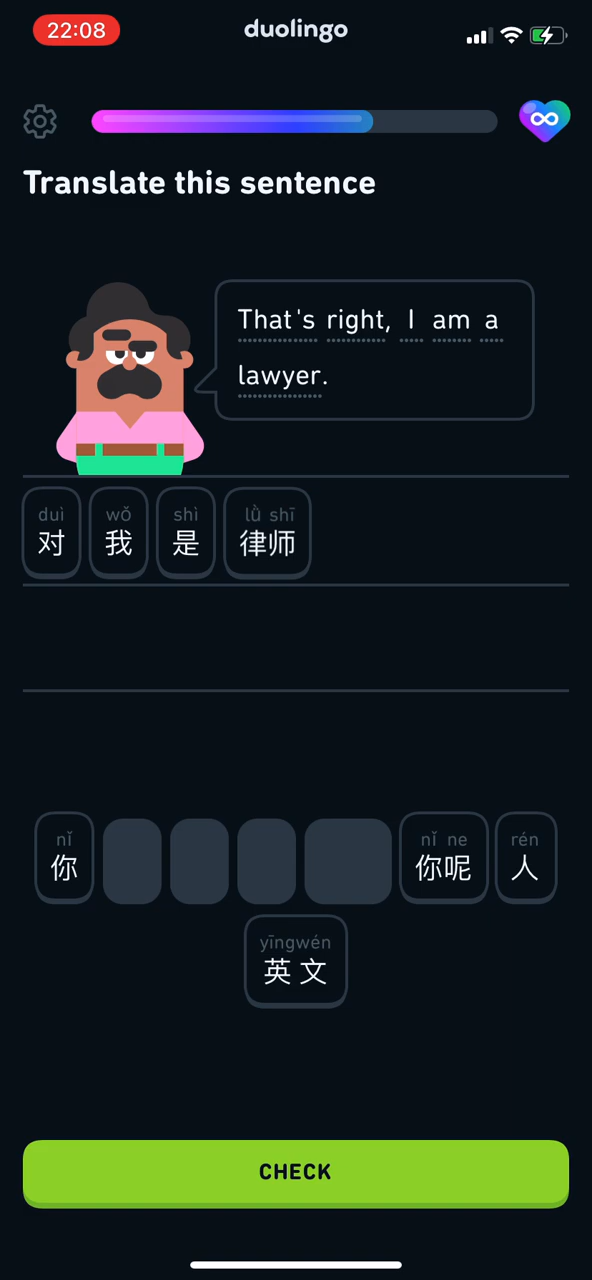 22:08
duolingo
Translate this sentence
That's right, I am a
lawyer.
duì wǒ shì lǜ shī
对 我 是 律师
nǐ nǐ ne rén
你 你呢 人
yīngwén
英 文
CHECK